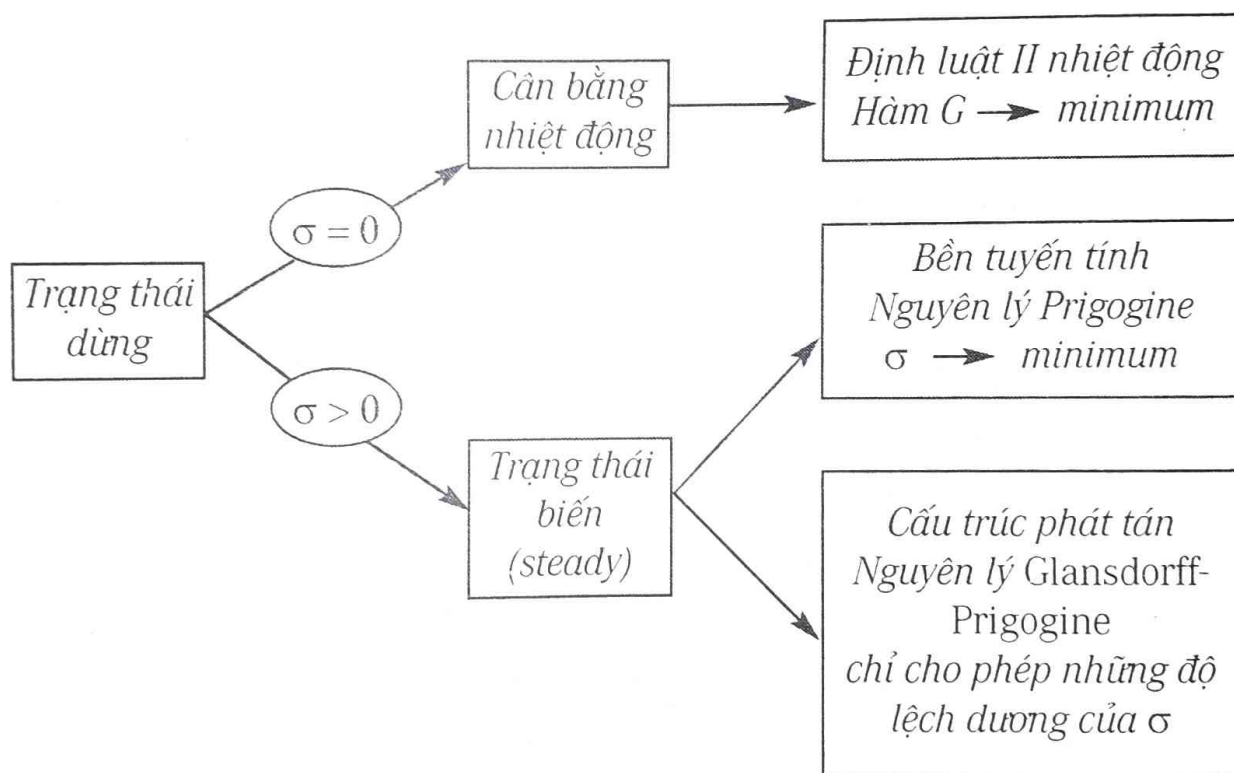 Cân bằng
nhiệt động
Định luật II nhiệt động
Hàm G → minimum
σ = 0
Trạng thái
dừng
Bền tuyến tính
Nguyên lý Prigogine
σ → minimum
σ > 0
Trạng thái
biến
(steady)
Cấu trúc phát tán
Nguyên lý Glansdorff-
Prigogine
chỉ cho phép những độ
lệch dương của σ